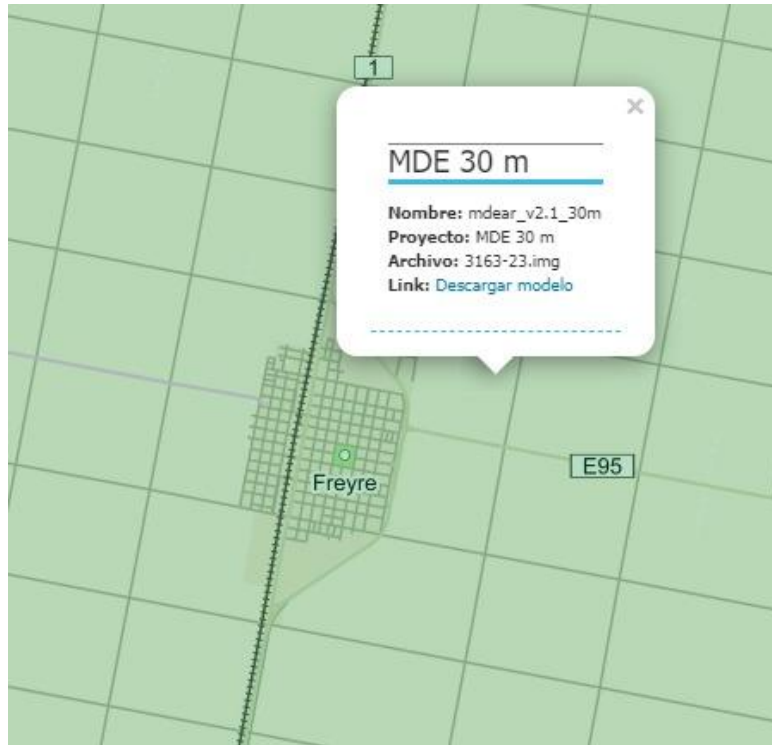 1
×
MDE 30 m
Nombre: mdear_v2.1_30m
Proyecto: MDE 30 m
Archivo: 3163-23.img
Link: Descargar modelo
E95
Freyre